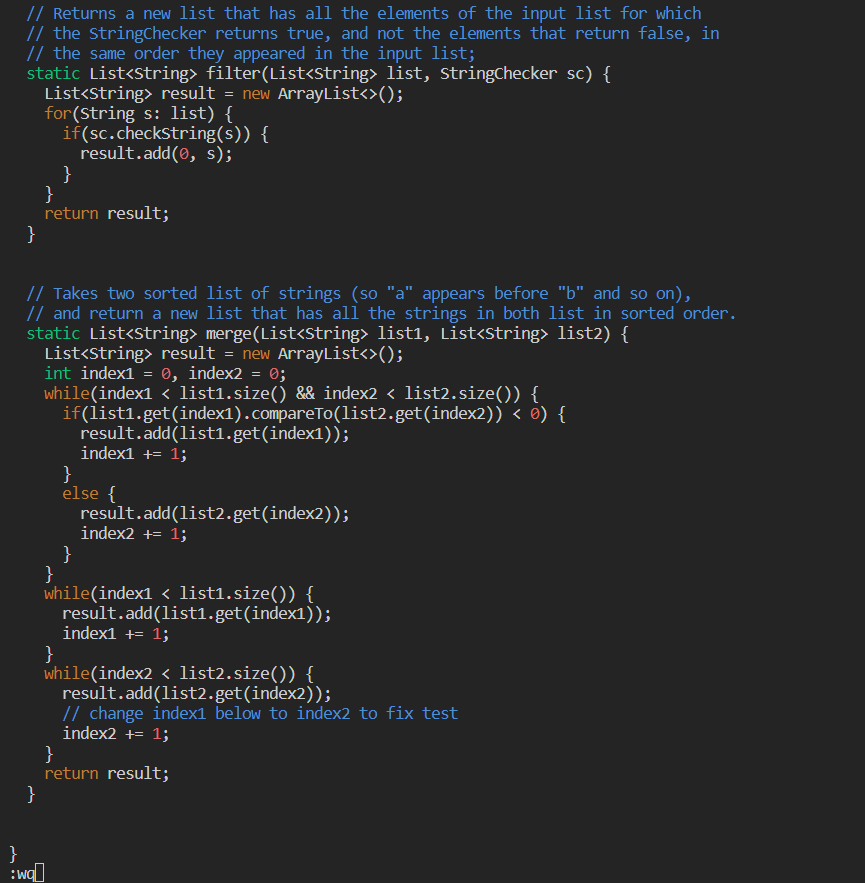 // Returns a new list that has all the elements of the input list for which
// the StringChecker returns true, and not the elements that return false, in
// the same order they appeared in the input list;
static List<String> filter(List<String> list, StringChecker sc) {
List<String> result = new ArrayList<>();
for(String s: list) {
if(sc.checkString(s)) {
result.add(0, s);
}
}
return result;
}
// Takes two sorted list of strings (so "a" appears before "b" and so on),
// and return a new list that has all the strings in both list in sorted order.
static List<String> merge(List<String> list1, List<String> list2) {
List<String> result = new ArrayList<>();
int index1 = 0, index2 = 0;
while(index1 < list1.size() && index2 < list2.size()) {
if(list1.get(index1).compareTo(list2.get(index2)) < 0) {
result.add(list1.get(index1));
index1 += 1;
}
else {
result.add(list2.get(index2));
index2 += 1;
}
}
while(index1 < list1.size()) {
result.add(list1.get(index1));
index1 += 1;
}
while(index2 < list2.size()) {
result.add(list2.get(index2));
// change index1 below to index2 to fix test
index2 += 1;
}
return result;
}
}
:wq